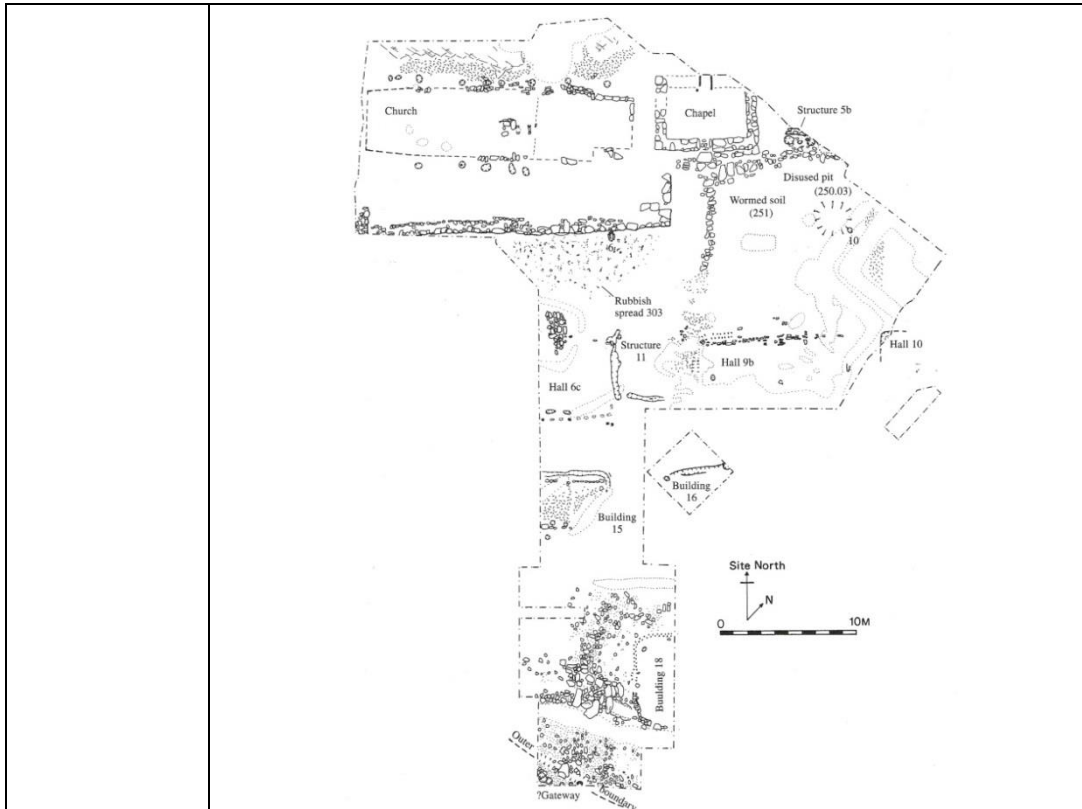 Church
Chapel
Structure 5b
Disused pit
(250.03)
Wormed soil
(251)
10
Rubbish
spread 303
Structure
11
Hall 6c
Hall 9b
Hall 10
Building
16
Building
15
Site North
N
0 10M
Buulding 18
Outer
boundary
?Gateway